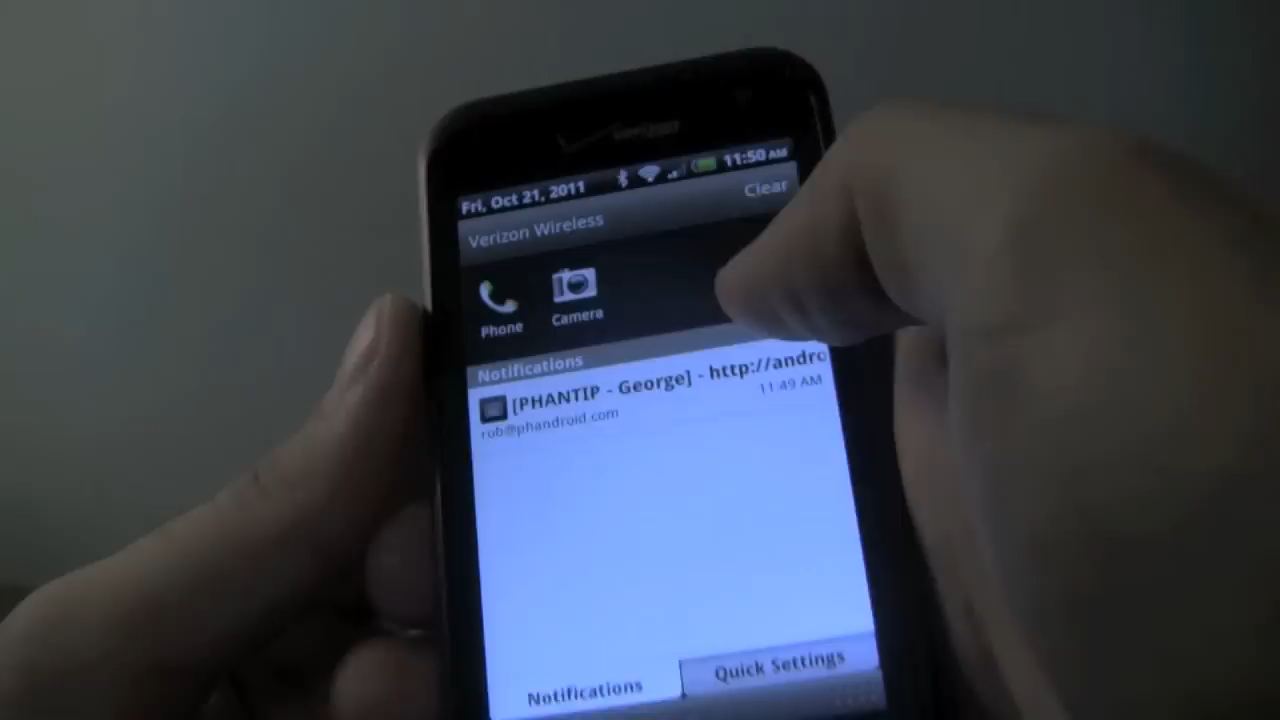 verizon
Fri, Oct 21, 2011 11:50 AM
Verizon Wireless Clear
Phone Camera
Notifications
[PHANTIP - George] - http://andro
rob@phandroid.com 11:49 AM
Notifications Quick Settings